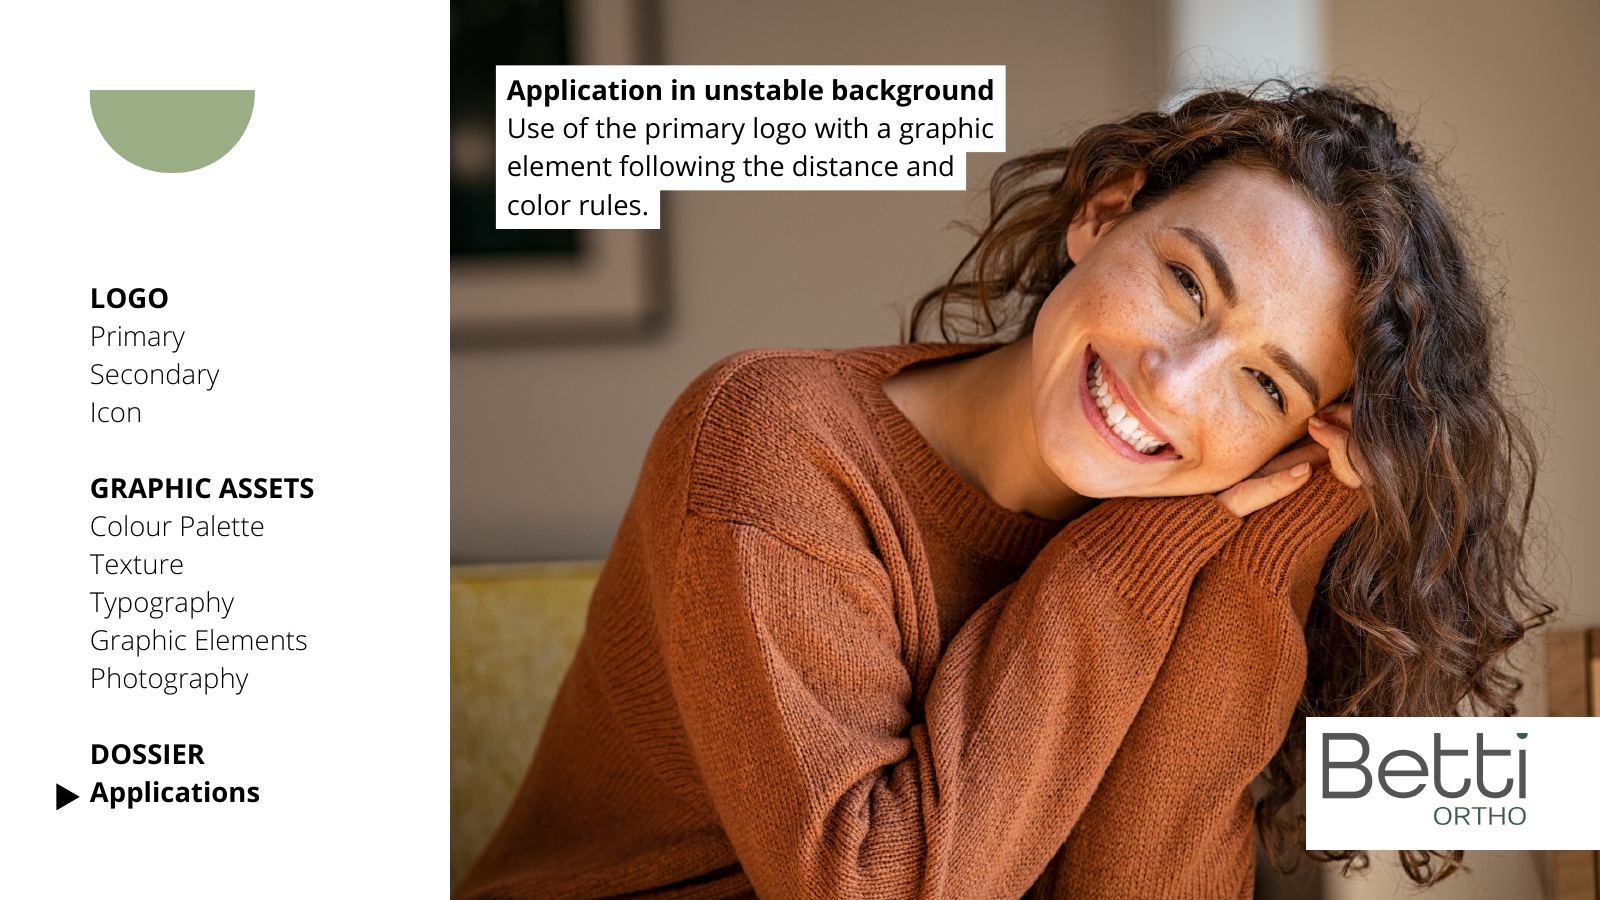 LOGO
Primary
Secondary
Icon
GRAPHIC ASSETS
Colour Palette
Texture
Typography
Graphic Elements
Photography
DOSSIER
Applications
Application in unstable background
Use of the primary logo with a graphic
element following the distance and
color rules.
Betti
ORTHO